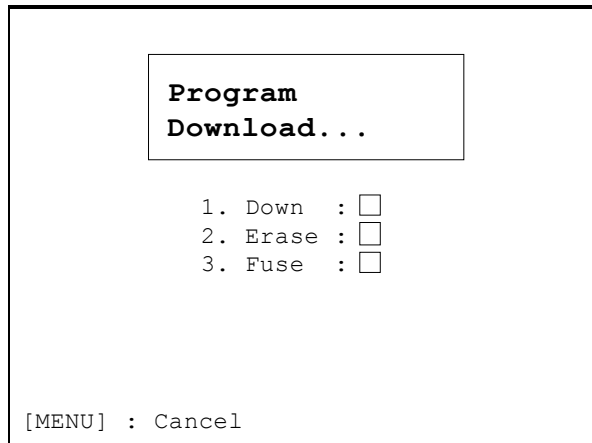 Program
Download...
1. Down : □
2. Erase : □
3. Fuse : □
[MENU] : Cancel